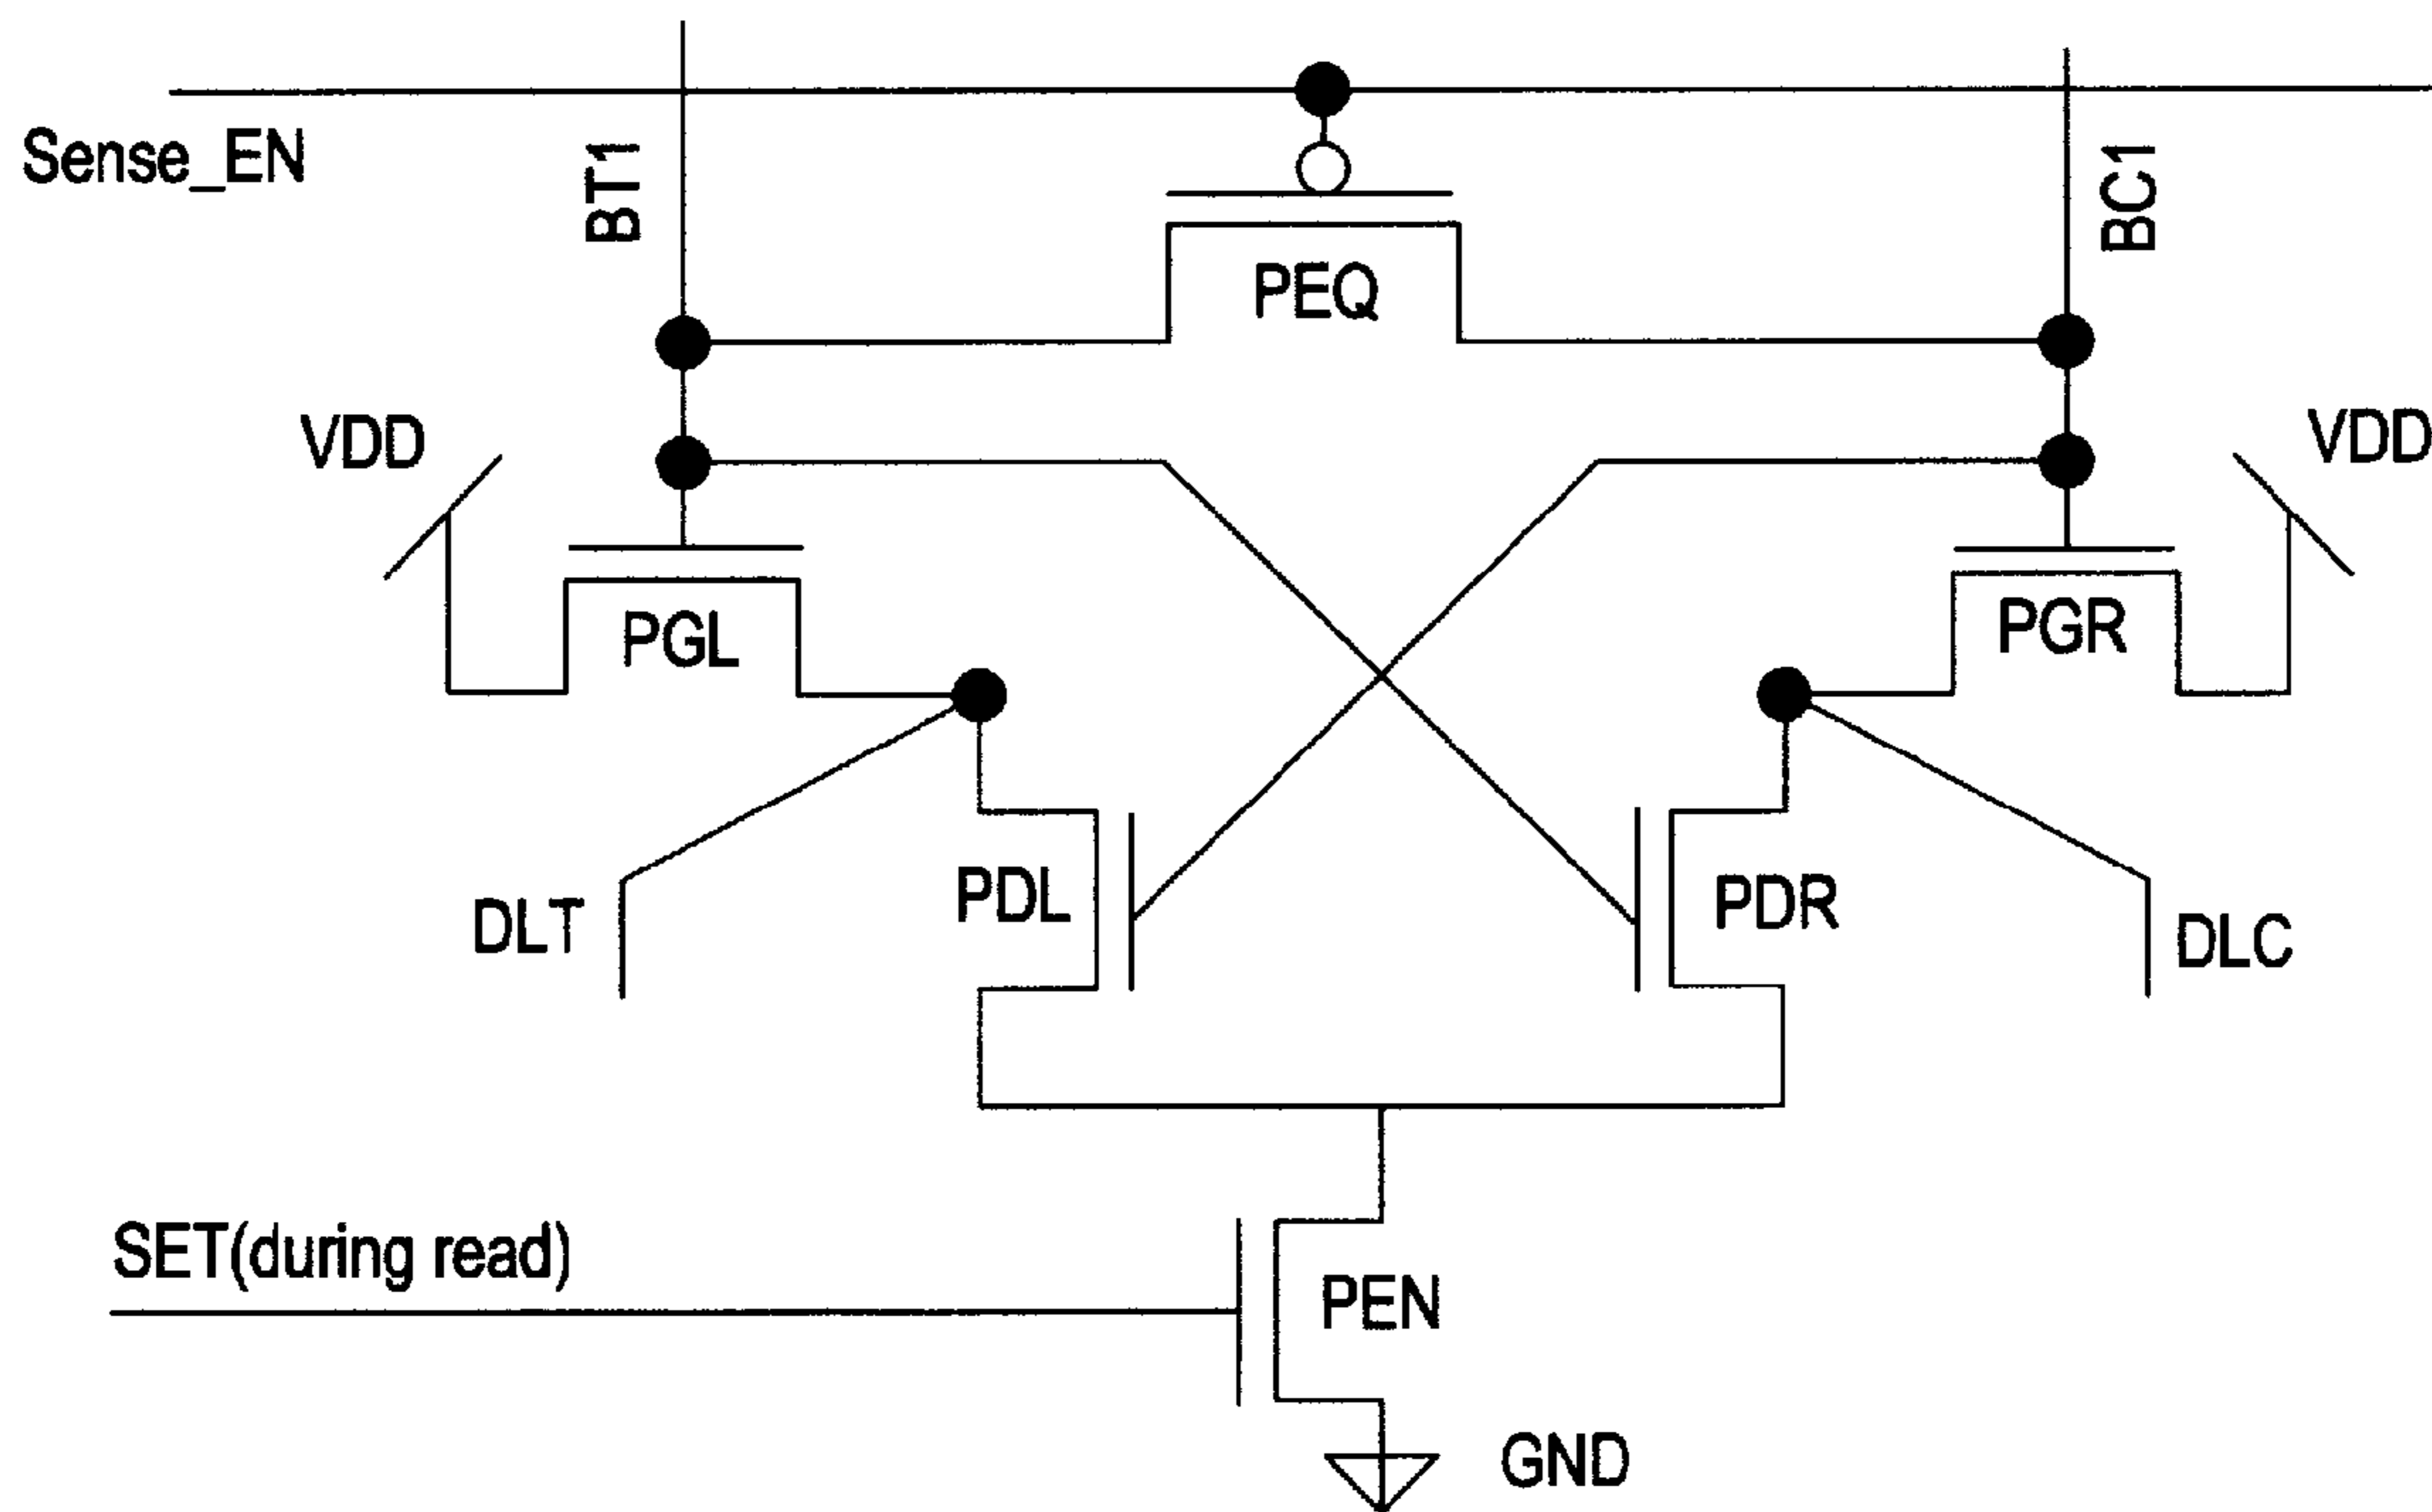 Sense_EN
BT1
BC1
PEQ
VDD
VDD
PGL
PGR
PDL
PDR
DLT
DLC
SET(during read)
PEN
GND